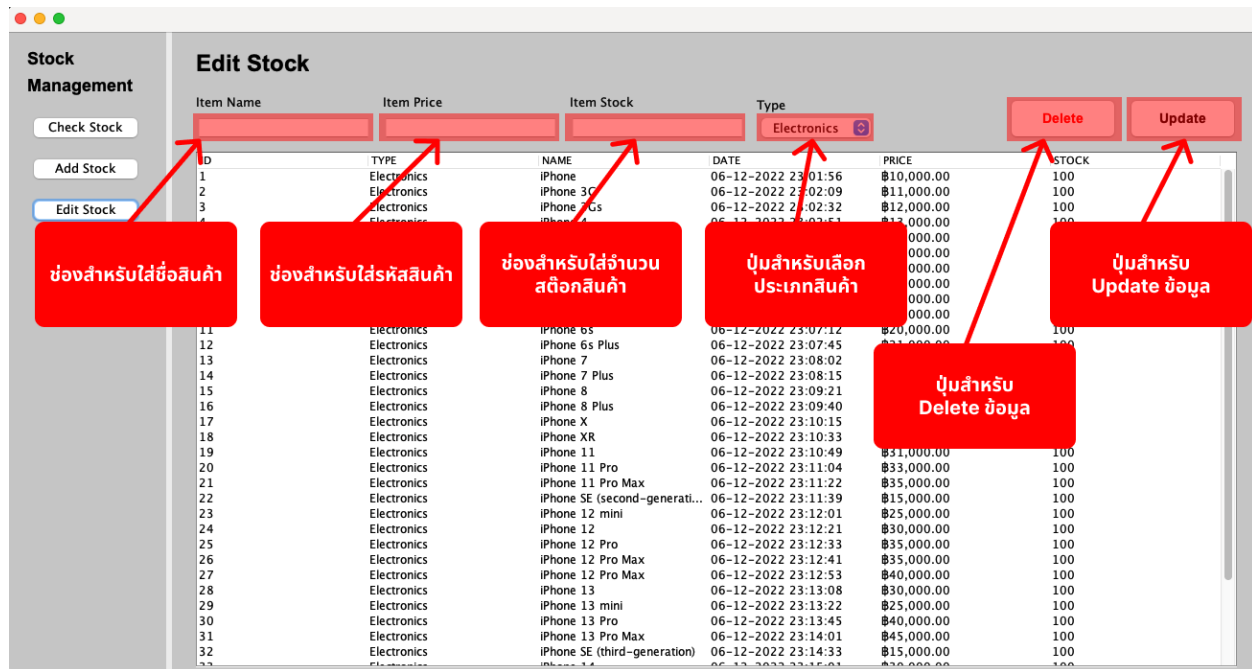 Stock
Management
Check Stock
Add Stock
Edit Stock
Edit Stock
Item Name Item Price Item Stock Type
Electronics Delete Update
ID TYPE NAME DATE PRICE STOCK
1 Electronics iPhone 06-12-2022 23:01:56 ฿10,000.00 100
2 Electronics iPhone 3G 06-12-2022 23:02:09 ฿11,000.00 100
3 Electronics iPhone 3Gs 06-12-2022 23:02:32 ฿12,000.00 100
ช่องสำหรับใส่ชื่อสินค้า
ช่องสำหรับใส่รหัสสินค้า
ช่องสำหรับใส่จำนวน
สต๊อกสินค้า
ปุ่มสำหรับเลือก
ประเภทสินค้า
ปุ่มสำหรับ
Update ข้อมูล
11 Electronics iPhone 6s 06-12-2022 23:07:12 ฿20,000.00 100
12 Electronics iPhone 6s Plus 06-12-2022 23:07:45
13 Electronics iPhone 7 06-12-2022 23:08:02
14 Electronics iPhone 7 Plus 06-12-2022 23:08:15
15 Electronics iPhone 8 06-12-2022 23:09:21
16 Electronics iPhone 8 Plus 06-12-2022 23:09:40
17 Electronics iPhone X 06-12-2022 23:10:15
18 Electronics iPhone XR 06-12-2022 23:10:33
ปุ่มสำหรับ
Delete ข้อมูล
19 Electronics iPhone 11 06-12-2022 23:10:49 ฿31,000.00 100
20 Electronics iPhone 11 Pro 06-12-2022 23:11:04 ฿33,000.00 100
21 Electronics iPhone 11 Pro Max 06-12-2022 23:11:22 ฿35,000.00 100
22 Electronics iPhone SE (second-generati... 06-12-2022 23:11:39 ฿15,000.00 100
23 Electronics iPhone 12 mini 06-12-2022 23:12:01 ฿25,000.00 100
24 Electronics iPhone 12 06-12-2022 23:12:21 ฿30,000.00 100
25 Electronics iPhone 12 Pro 06-12-2022 23:12:33 ฿35,000.00 100
26 Electronics iPhone 12 Pro Max 06-12-2022 23:12:41 ฿35,000.00 100
27 Electronics iPhone 12 Pro Max 06-12-2022 23:12:53 ฿40,000.00 100
28 Electronics iPhone 13 06-12-2022 23:13:08 ฿30,000.00 100
29 Electronics iPhone 13 mini 06-12-2022 23:13:22 ฿25,000.00 100
30 Electronics iPhone 13 Pro 06-12-2022 23:13:45 ฿40,000.00 100
31 Electronics iPhone 13 Pro Max 06-12-2022 23:14:01 ฿45,000.00 100
32 Electronics iPhone SE (third-generation) 06-12-2022 23:14:33 ฿15,000.00 100